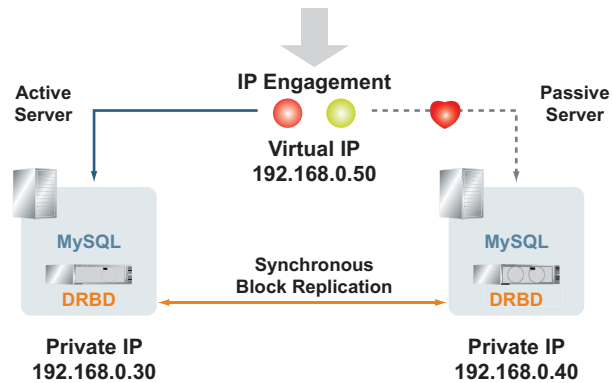 IP Engagement
Active
Server
Passive
Server
Virtual IP
192.168.0.50
MySQL
DRBD
Synchronous
Block Replication
MySQL
DRBD
Private IP
192.168.0.30
Private IP
192.168.0.40